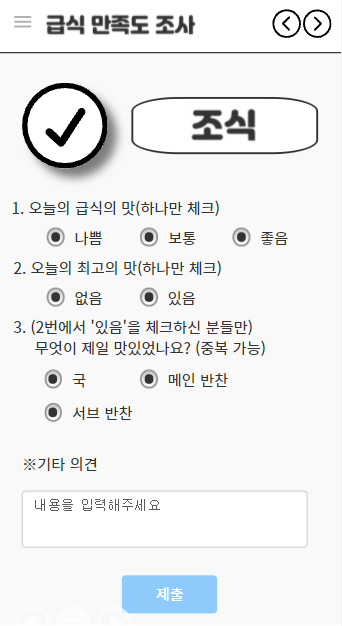 급식 만족도 조사
조식
1. 오늘의 급식의 맛(하나만 체크)
나쁨 보통 좋음
2. 오늘의 최고의 맛(하나만 체크)
없음 있음
3. (2번에서 '있음'을 체크하신 분들만)
무엇이 제일 맛있었나요? (중복 가능)
국 메인 반찬
서브 반찬
※기타 의견
내용을 입력해주세요
제출